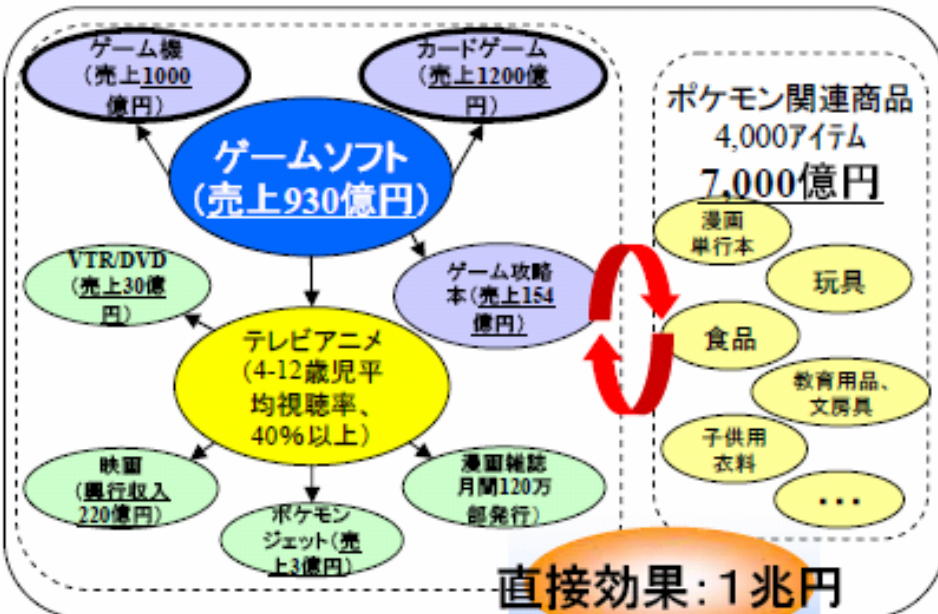 ゲーム機
（売上1000
億円）
カードゲーム
（売上1200億
円）
ゲームソフト
（売上930億円）
ポケモン関連商品
4,000アイテム
7,000億円
漫画
単行本
玩具
食品
教育用品、
文房具
子供用
衣料
・・・
VTR/DVD
（売上30億
円）
ゲーム攻略
本（売上154
億円）
テレビアニメ
（4-12歳児平
均視聴率、
40%以上）
映画
（興行収入
220億円）
ポケモン
ジェット（売
上3億円）
漫画雑誌
月間120万
部発行）
直接効果：１兆円